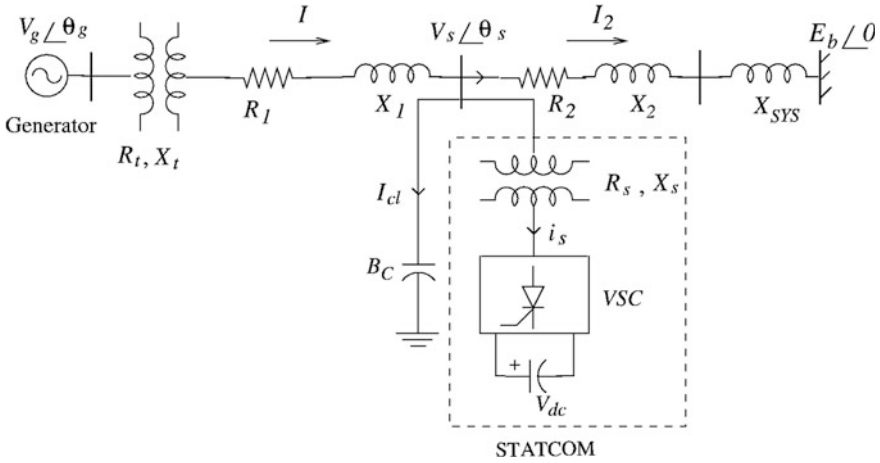 V_g∠θ_g
I
V_s∠θ_s
I_2
E_b∠0
Generator
R_t, X_t
R_1
X_1
R_2
X_2
X_SYS
I_cl
R_s, X_s
i_s
B_C
VSC
+
V_dc
STATCOM